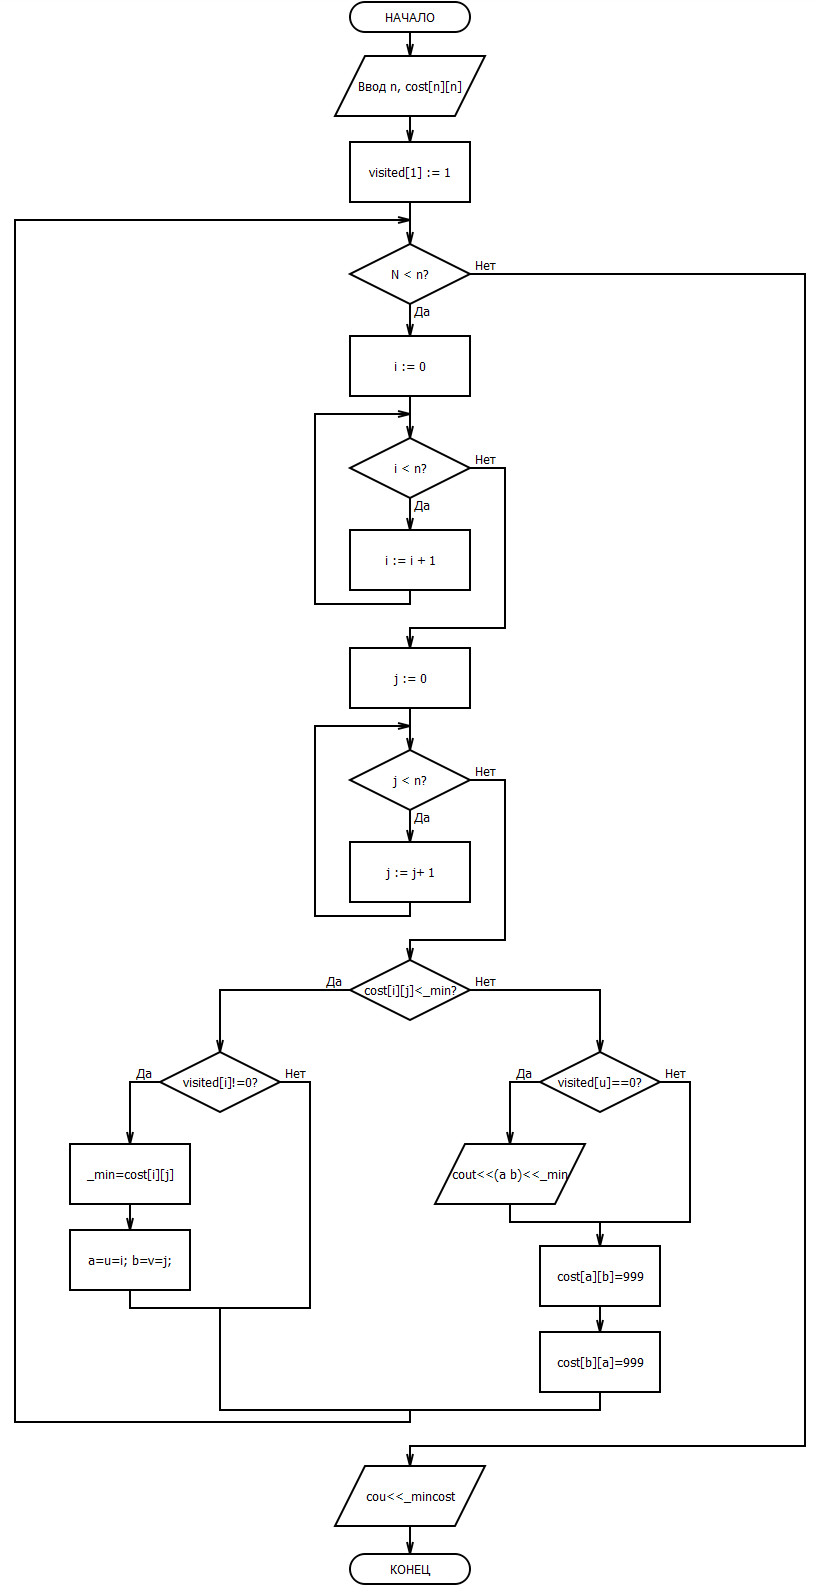 НАЧАЛО
Ввод n, cost[n][n]
visited[1] := 1
N < n?
Нет
Да
i := 0
i < n?
Нет
Да
i := i + 1
j := 0
j < n?
Нет
Да
j := j+ 1
cost[i][j]<_min?
Да
Нет
visited[i]!=0?
Да
Нет
_min=cost[i][j]
a=u=i; b=v=j;
visited[u]==0?
Да
Нет
cout<<(a b)<<_min
cost[a][b]=999
cost[b][a]=999
cou<<_mincost
КОНЕЦ